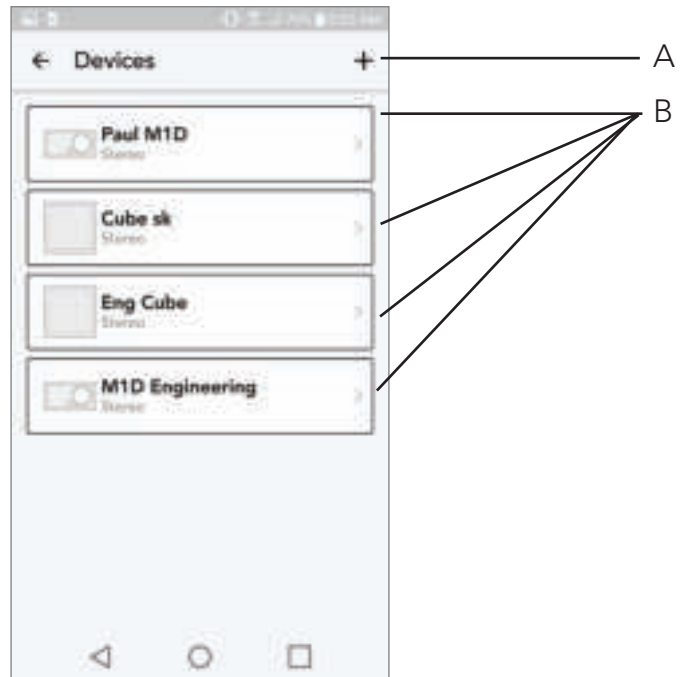 Devices
A
B
Paul M1D
Stereo
Cube sk
Stereo
Eng Cube
Stereo
M1D Engineering
Stereo